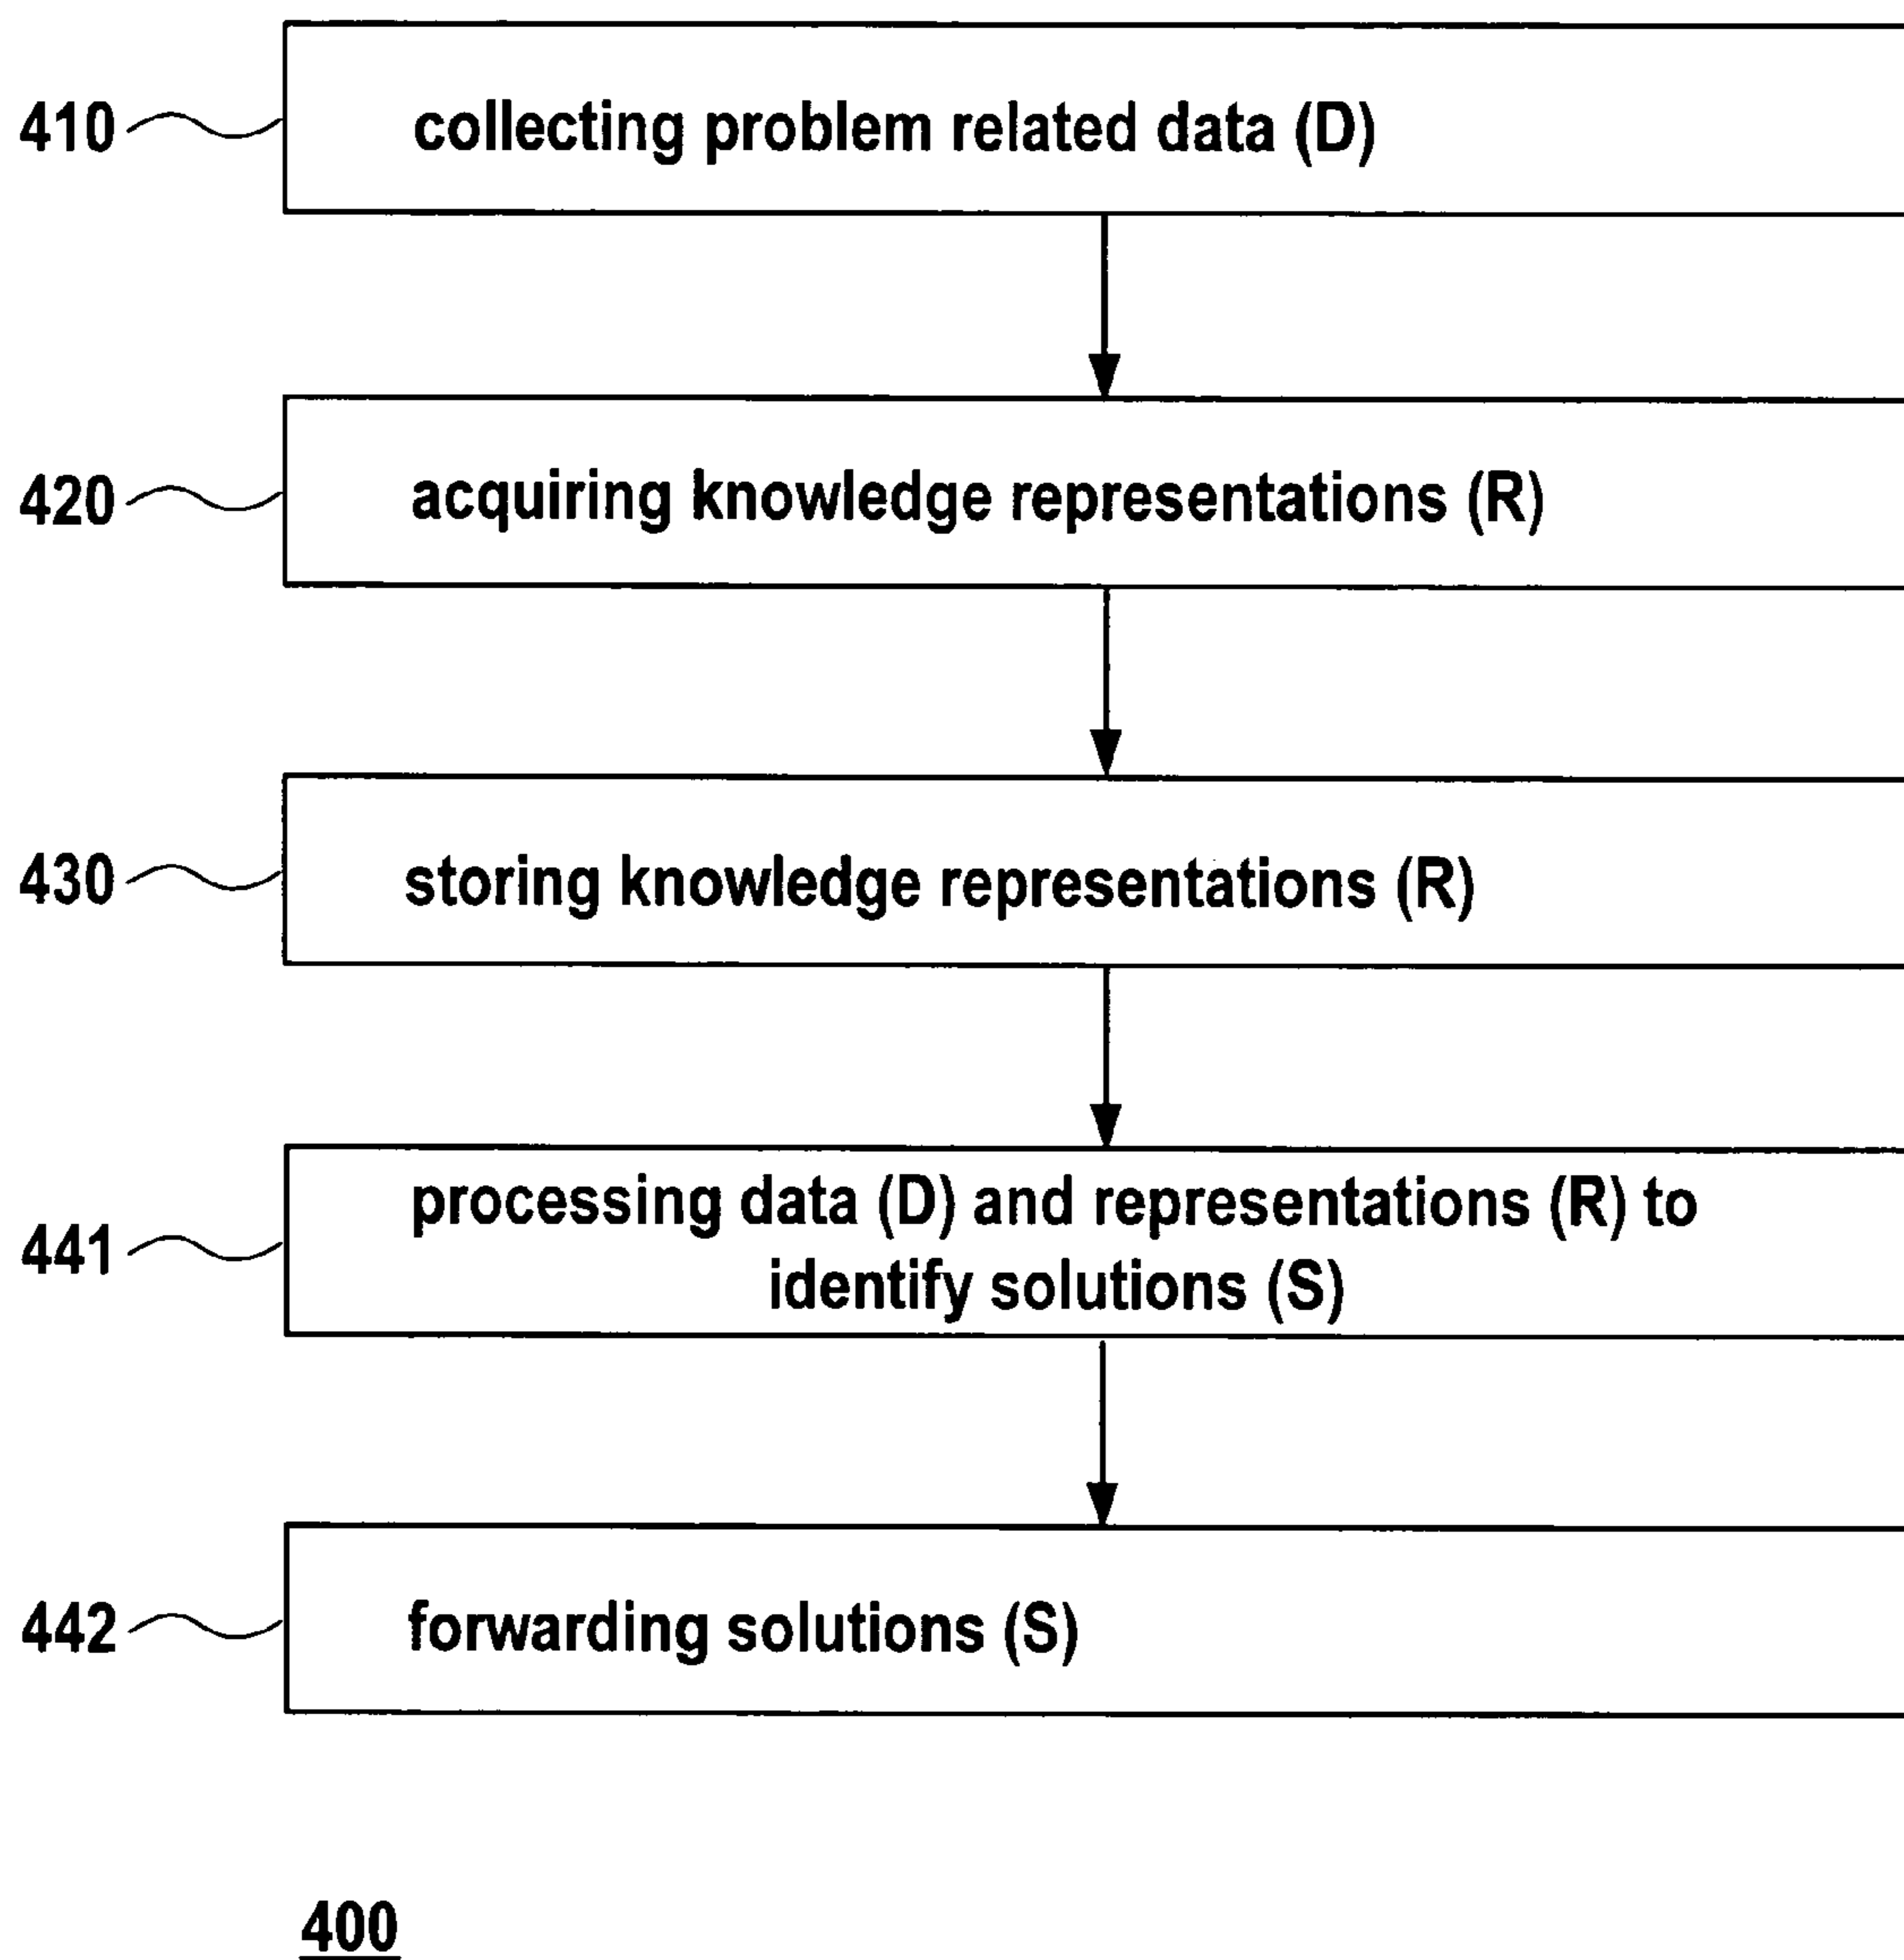 410 collecting problem related data (D)
420 acquiring knowledge representations (R)
430 storing knowledge representations (R)
441 processing data (D) and representations (R) to
identify solutions (S)
442 forwarding solutions (S)
400